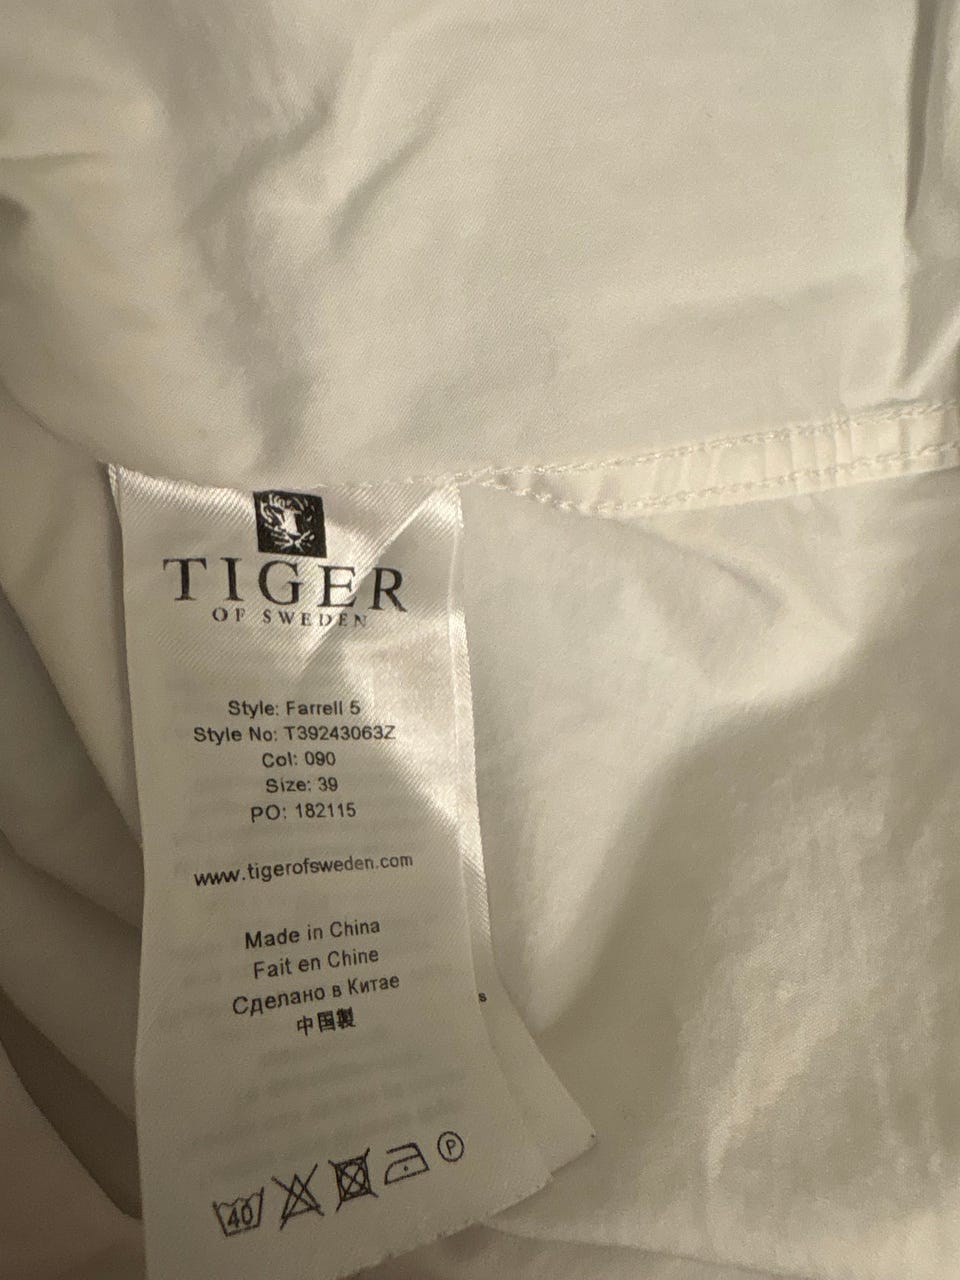 TIGER
OF SWEDEN
Style: Farrell 5
Style No: T39243063Z
Col: 090
Size: 39
PO: 182115
www.tigerofsweden.com
Made in China
Fait en Chine
Сделано в Китае
中国製
40 P
s